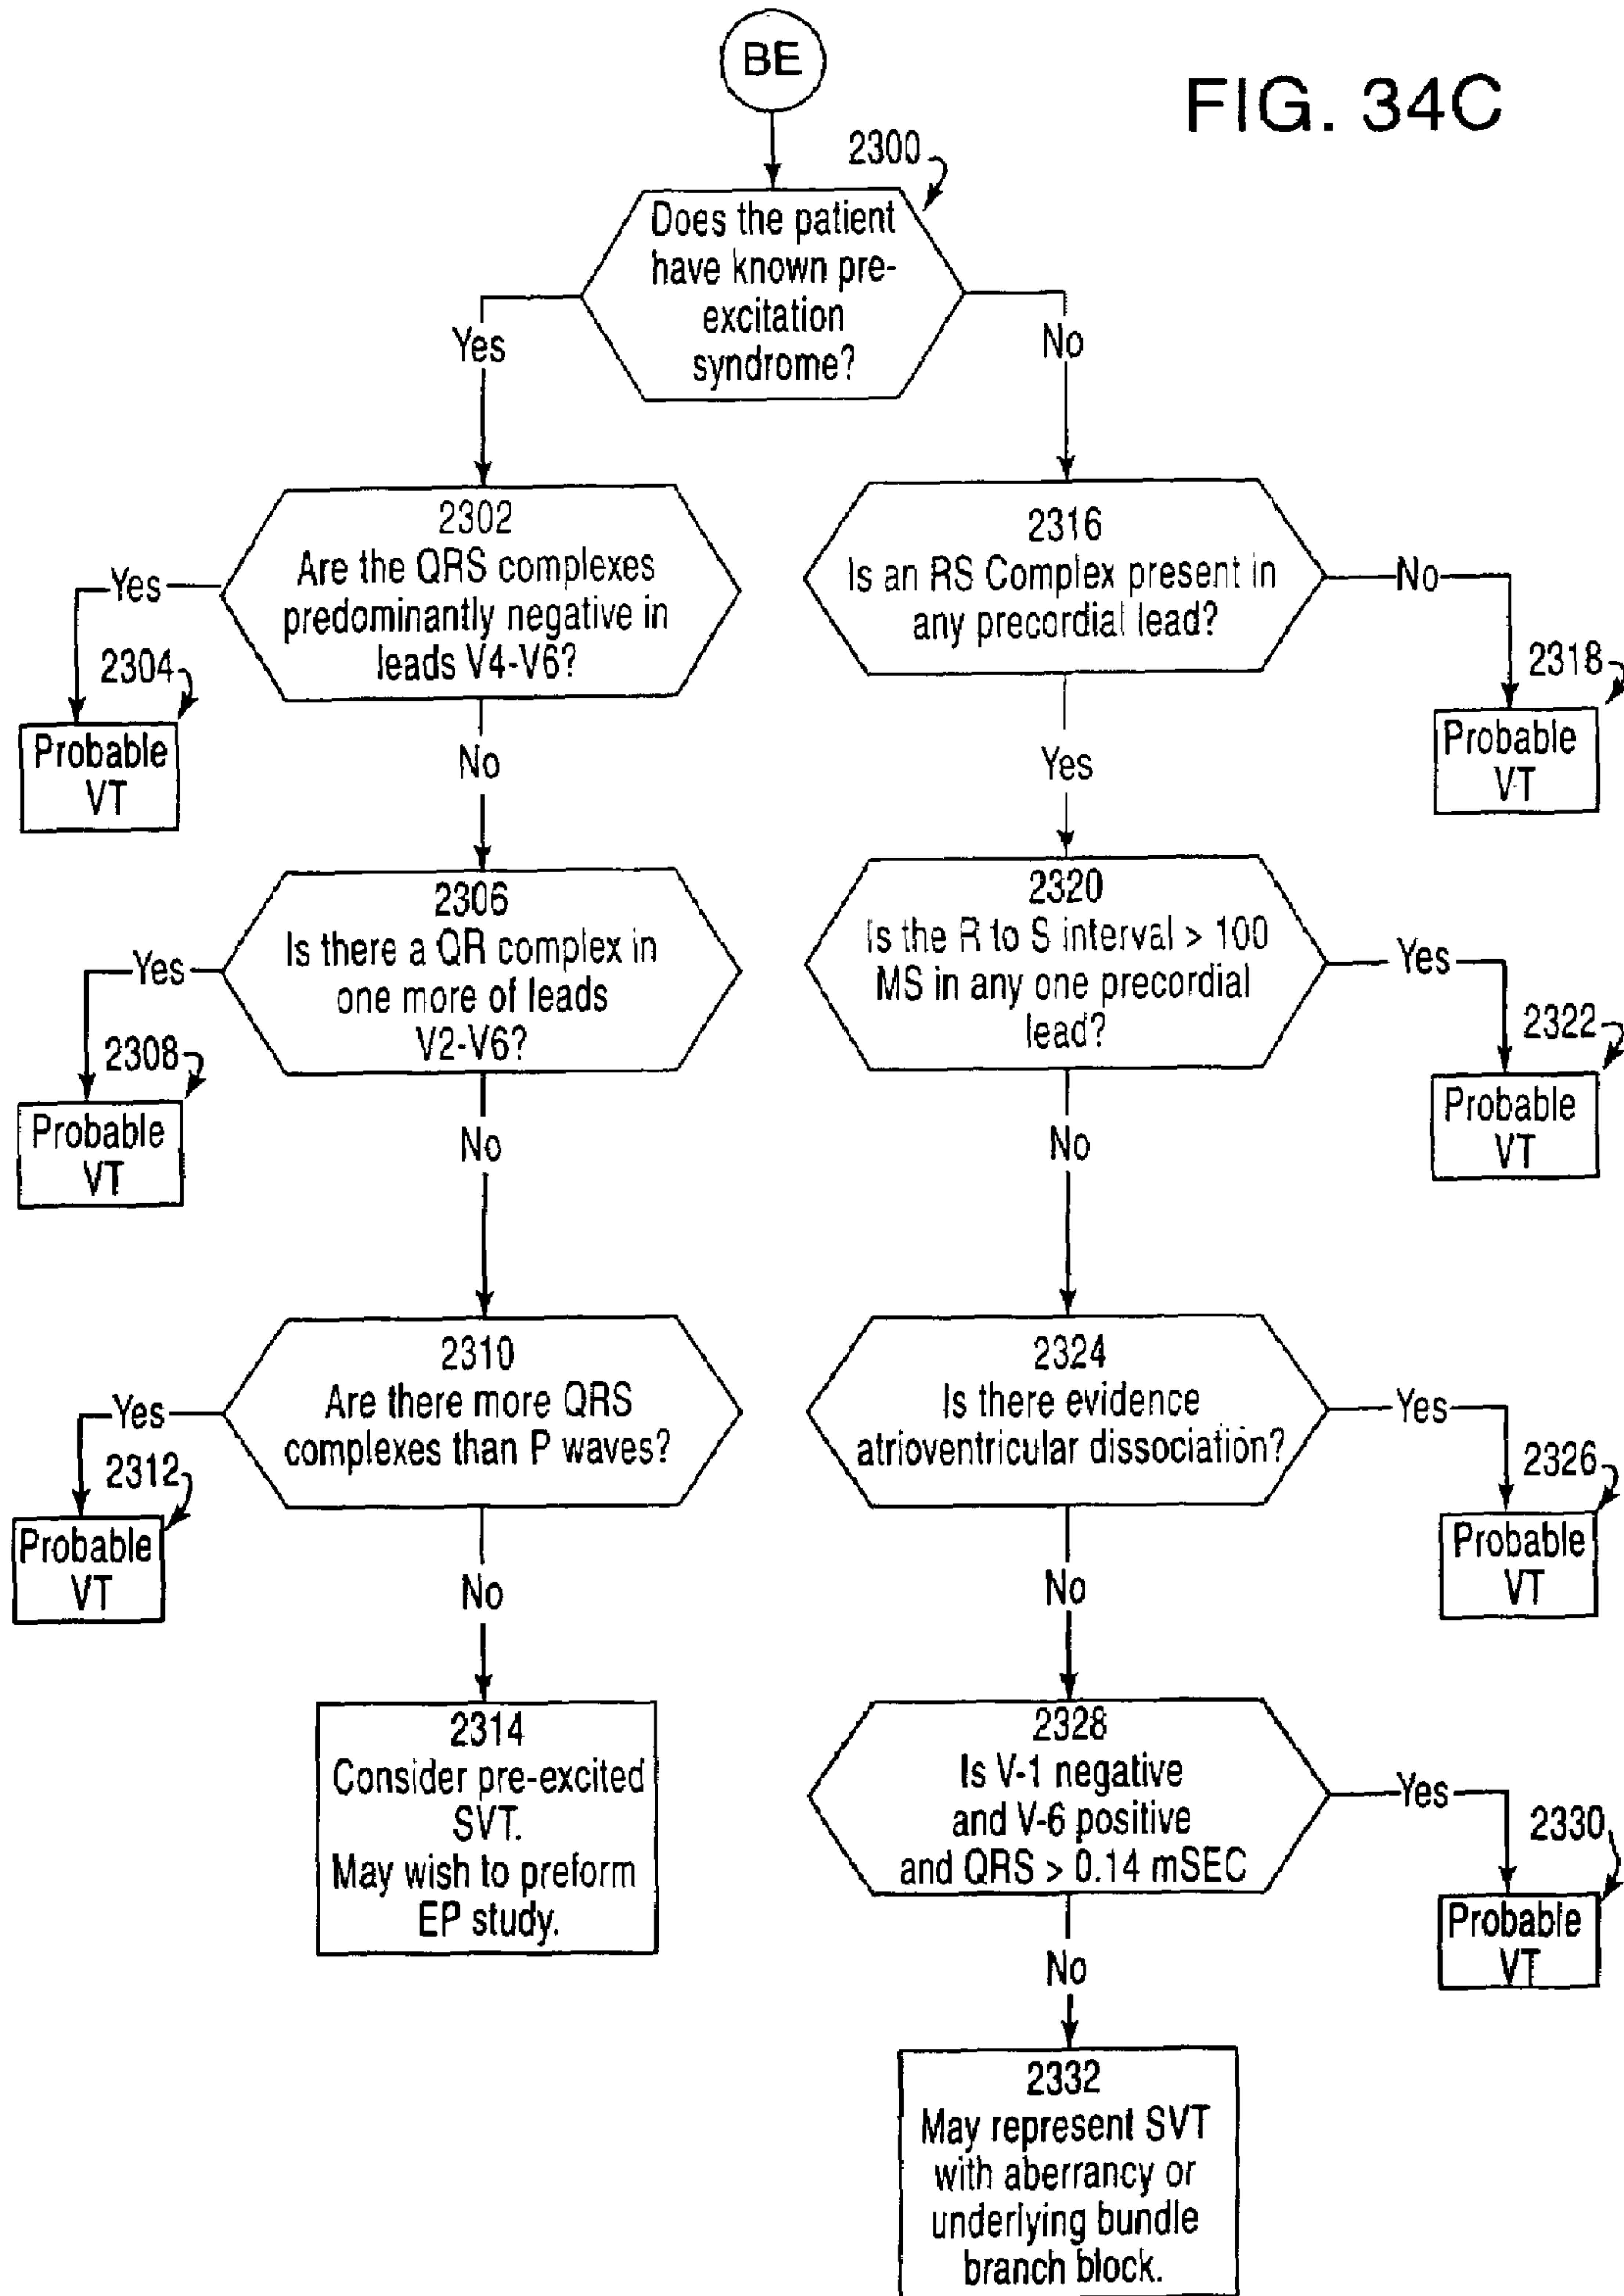 BE
FIG. 34C
2300
Does the patient
have known pre-
excitation
syndrome?
Yes
No
2302
Are the QRS complexes
predominantly negative in
leads V4-V6?
Yes
2304
Probable
VT
No
2316
Is an RS Complex present in
any precordial lead?
No
2318
Probable
VT
Yes
2306
Is there a QR complex in
one more of leads
V2-V6?
Yes
2308
Probable
VT
No
2320
Is the R to S interval > 100
MS in any one precordial
lead?
Yes
2322
Probable
VT
No
2310
Are there more QRS
complexes than P waves?
Yes
2312
Probable
VT
No
2324
Is there evidence
atrioventricular dissociation?
Yes
2326
Probable
VT
No
2314
Consider pre-excited
SVT.
May wish to preform
EP study.
2328
Is V-1 negative
and V-6 positive
and QRS > 0.14 mSEC
Yes
2330
Probable
VT
No
2332
May represent SVT
with aberrancy or
underlying bundle
branch block.